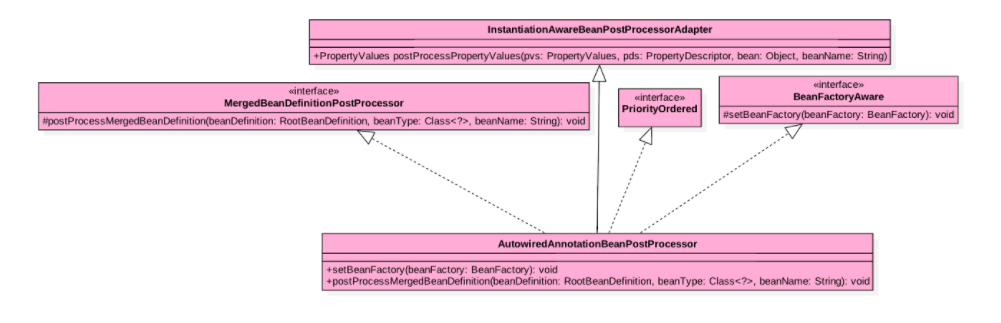 InstantiationAwareBeanPostProcessorAdapter
+PropertyValues postProcessPropertyValues(pvs: PropertyValues, pds: PropertyDescriptor, bean: Object, beanName: String)
«interface»
MergedBeanDefinitionPostProcessor
#postProcessMergedBeanDefinition(beanDefinition: RootBeanDefinition, beanType: Class<?>, beanName: String): void
«interface»
PriorityOrdered
«interface»
BeanFactoryAware
#setBeanFactory(beanFactory: BeanFactory): void
AutowiredAnnotationBeanPostProcessor
+setBeanFactory(beanFactory: BeanFactory): void
+postProcessMergedBeanDefinition(beanDefinition: RootBeanDefinition, beanType: Class<?>, beanName: String): void